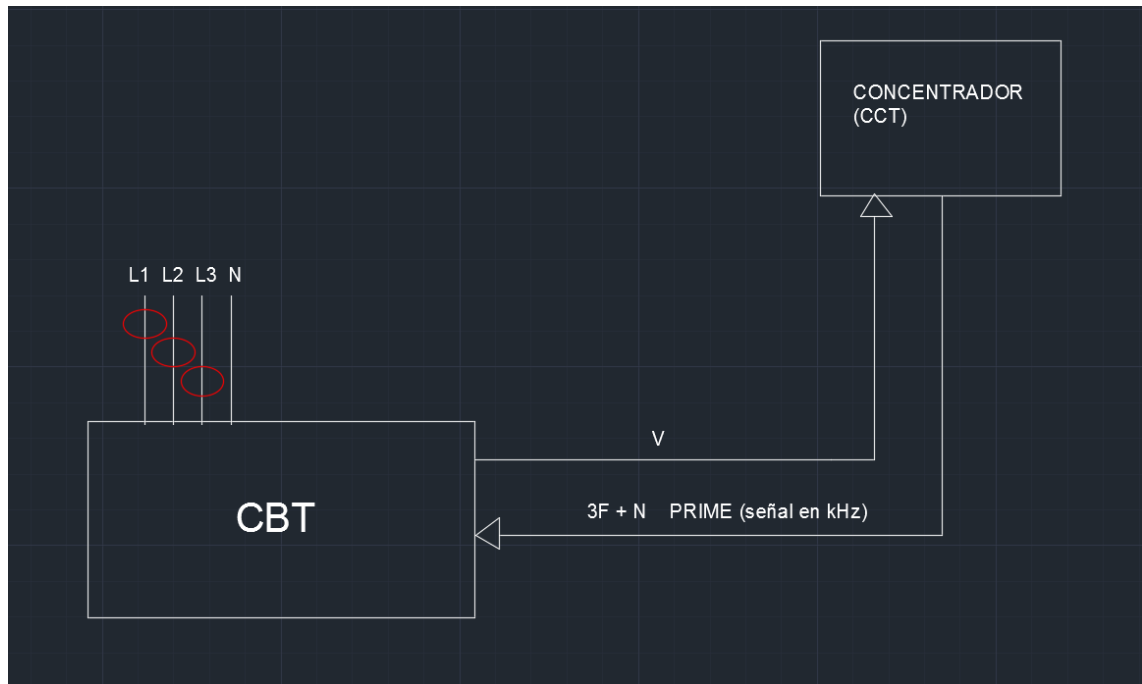 CONCENTRADOR
(CCT)
L1 L2 L3 N
V
3F + N PRIME (señal en kHz)
CBT